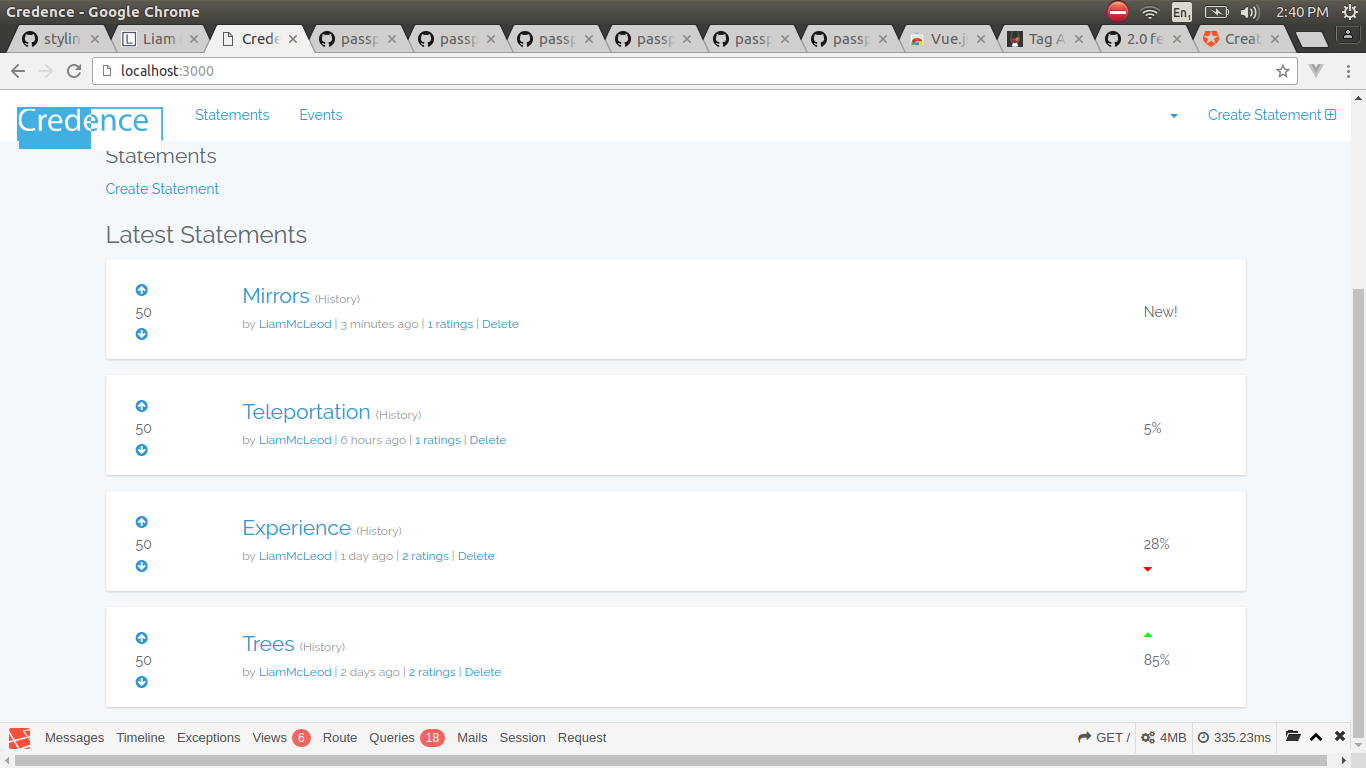 Credence - Google Chrome
En1
2:40 PM
stylin
Liam
Crede
passp
passp
passp
passp
passp
passp
Vue.j
Tag A
2.0 fe
Creat
localhost:3000
Credence
Statements
Events
Create Statement
Statements
Create Statement
Latest Statements
50
Mirrors (History)
by LiamMcLeod | 3 minutes ago | 1 ratings | Delete
New!
50
Teleportation (History)
by LiamMcLeod | 6 hours ago | 1 ratings | Delete
5%
50
Experience (History)
by LiamMcLeod | 1 day ago | 2 ratings | Delete
28%
50
Trees (History)
by LiamMcLeod | 2 days ago | 2 ratings | Delete
85%
Messages Timeline Exceptions Views 6 Route Queries 18 Mails Session Request
GET / 4MB 335.23ms